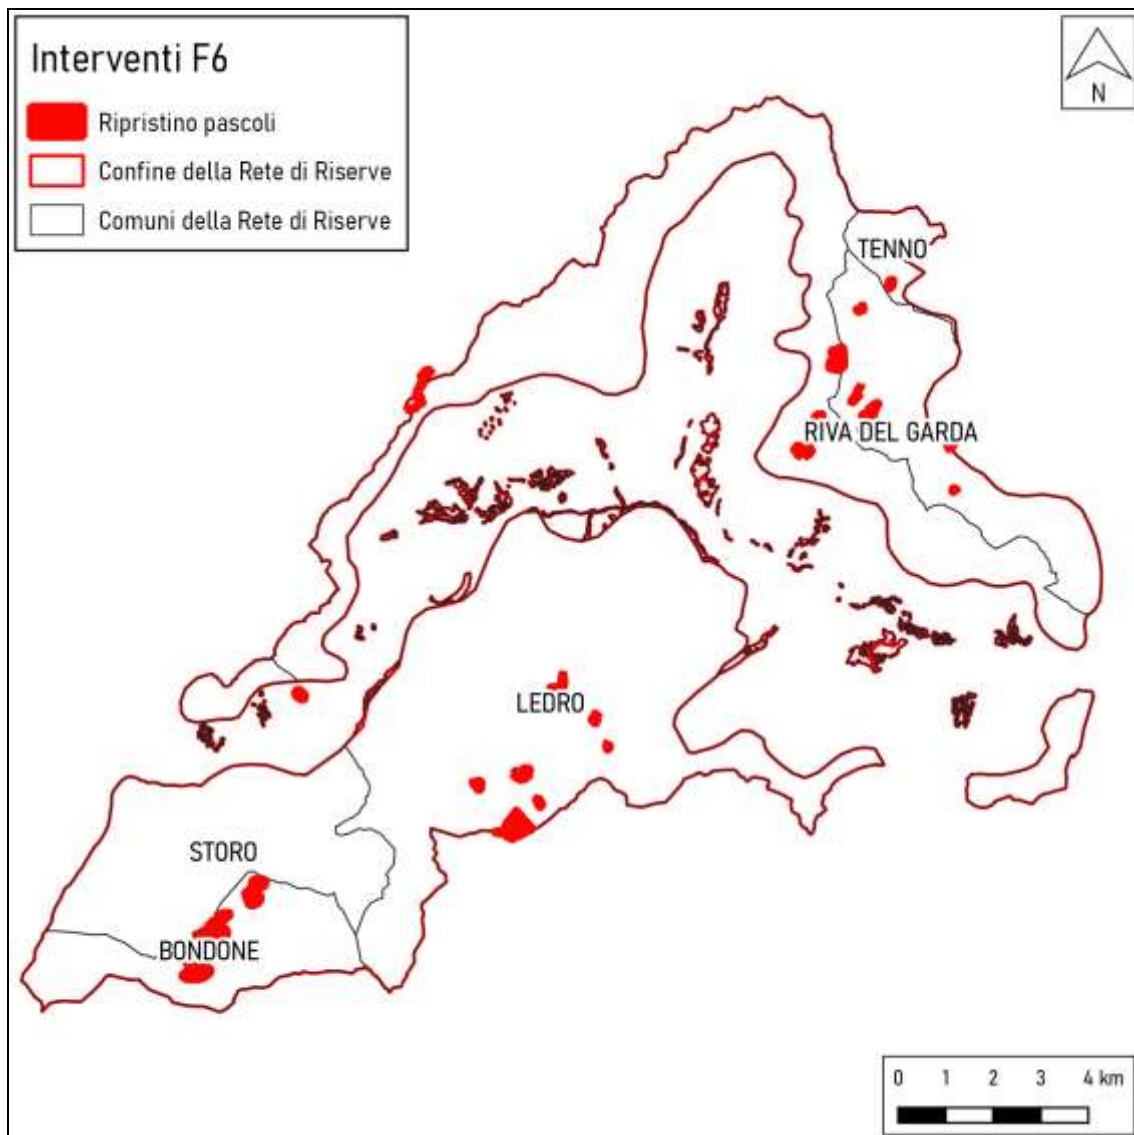 Interventi F6
Ripristino pascoli
Confine della Rete di Riserve
Comuni della Rete di Riserve
N
TENNO
RIVA DEL GARDA
LEDRO
STORO
BONDONE
0 1 2 3 4 km